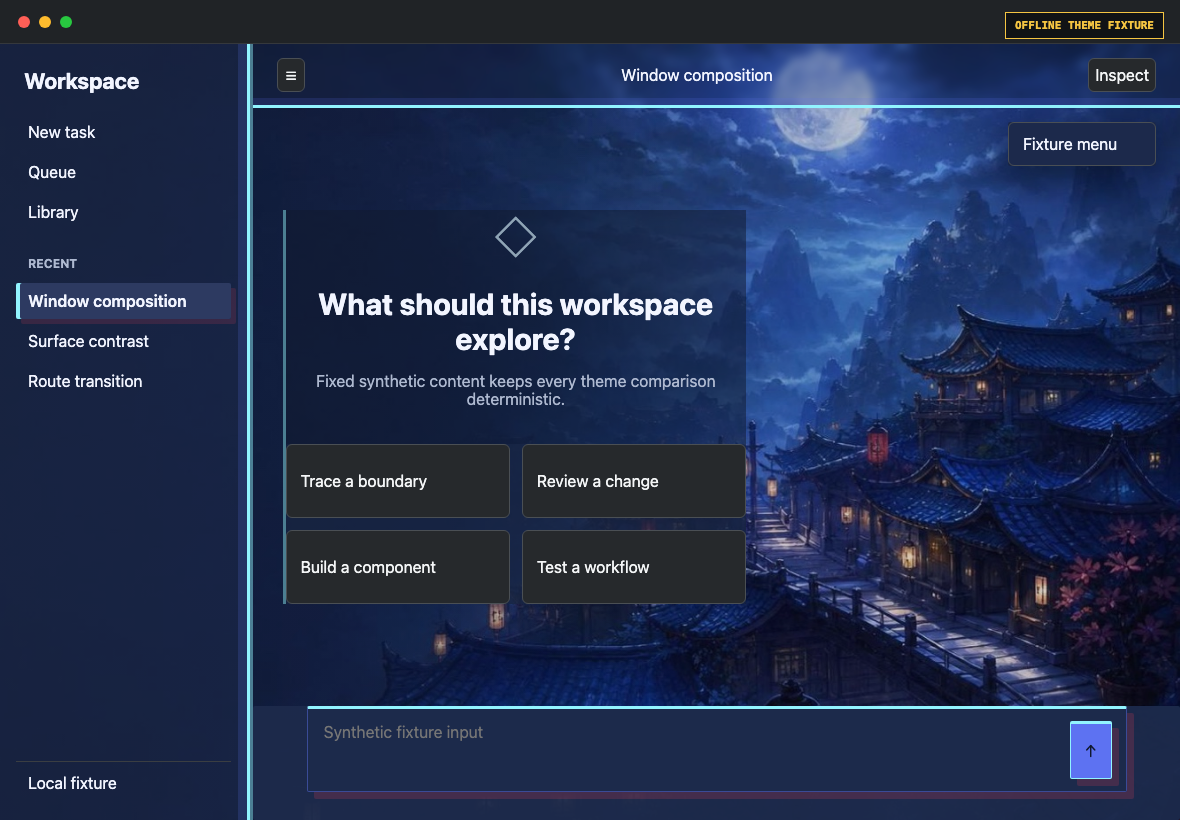 OFFLINE THEME FIXTURE
Workspace
New task
Queue
Library
RECENT
Window composition
Surface contrast
Route transition
Local fixture
Window composition
Inspect
Fixture menu
What should this workspace
explore?
Fixed synthetic content keeps every theme comparison
deterministic.
Trace a boundary
Review a change
Build a component
Test a workflow
Synthetic fixture input